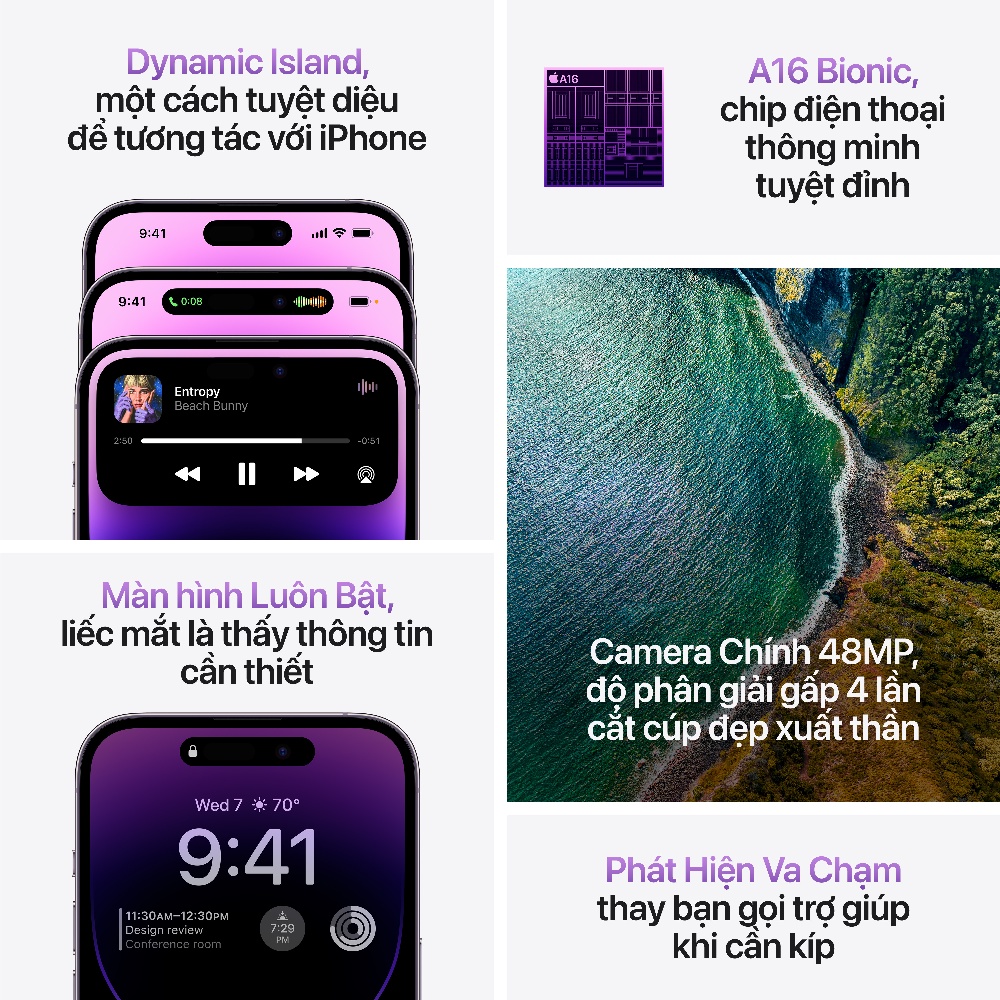 Dynamic Island,
một cách tuyệt diệu
để tương tác với iPhone
9:41
9:41
0:08
Entropy
Beach Bunny
2:50
-0:51
A16
A16 Bionic,
chip điện thoại
thông minh
tuyệt đỉnh
Camera Chính 48MP,
độ phân giải gấp 4 lần
cắt cúp đẹp xuất thần
Màn hình Luôn Bật,
liếc mắt là thấy thông tin
cần thiết
Wed 7 70°
9:41
11:30AM–12:30PM
Design review
Conference room
7:29
PM
Phát Hiện Va Chạm
thay bạn gọi trợ giúp
khi cần kíp